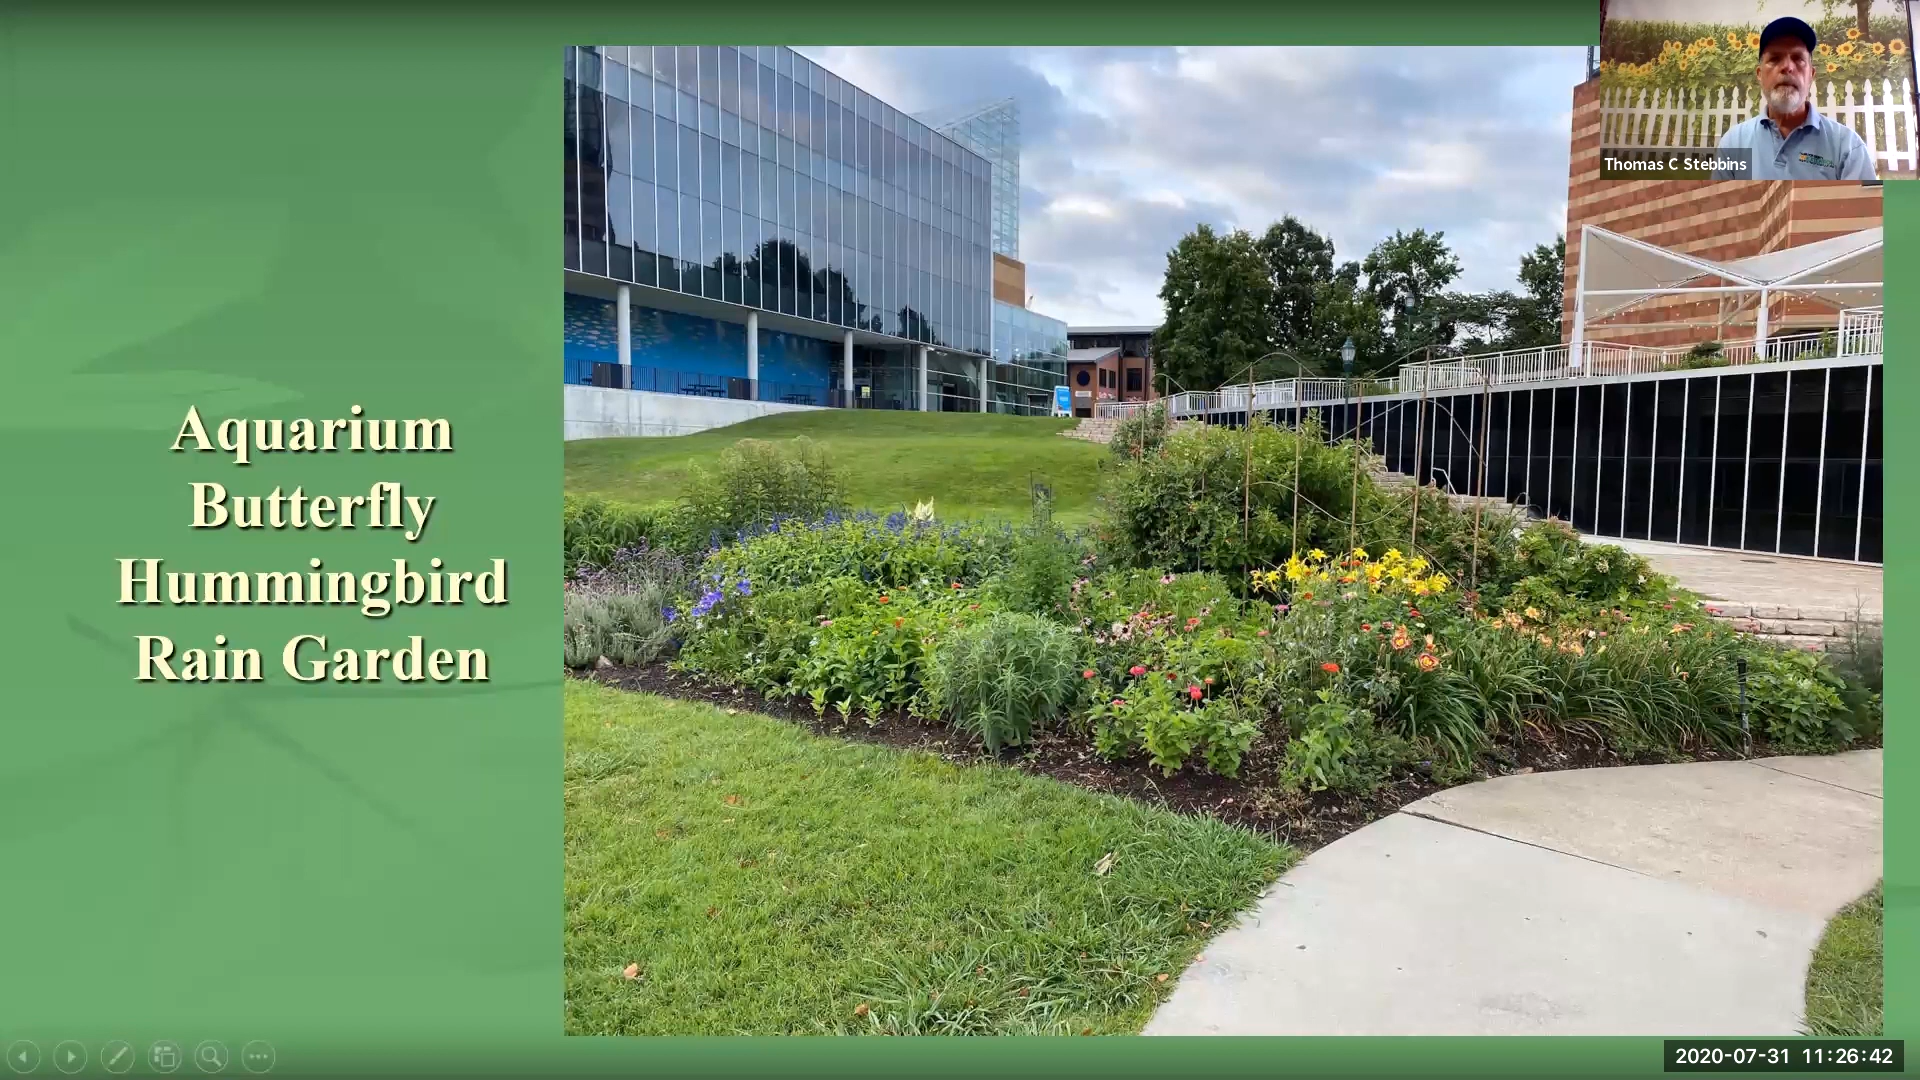 Aquarium
Butterfly
Hummingbird
Rain Garden
Thomas C Stebbins
2020-07-31 11:26:42